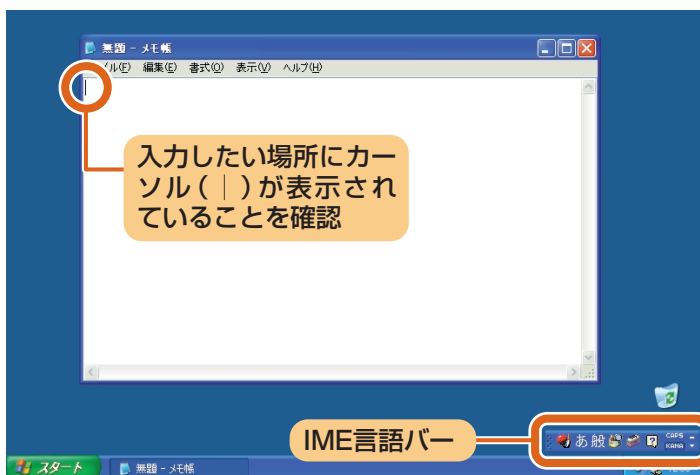 無題 - メモ帳
ル(F) 編集(E) 書式(O) 表示(V) ヘルプ(H)
入力したい場所にカー
ソル(｜)が表示され
ていることを確認
IME言語バー
あ 般 CAPS
KANA
スタート 無題 - メモ帳